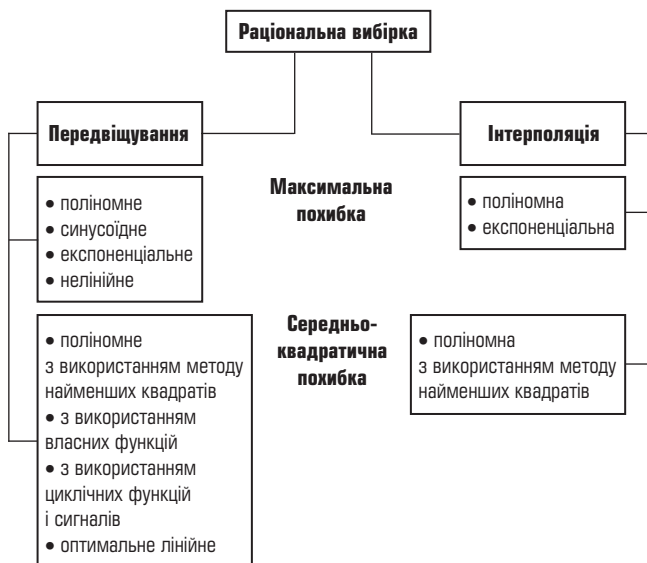 Раціональна вибірка
Передвіщування
Інтерполяція
Максимальна
похибка
• поліномне
• синусоїдне
• експоненціальне
• нелінійне
• поліномна
• експоненціальна
Середньо-
квадратична
похибка
• поліномне
з використанням методу
найменших квадратів
• з використанням
власних функцій
• з використанням
циклічних функцій
і сигналів
• оптимальне лінійне
• поліномна
з використанням методу
найменших квадратів